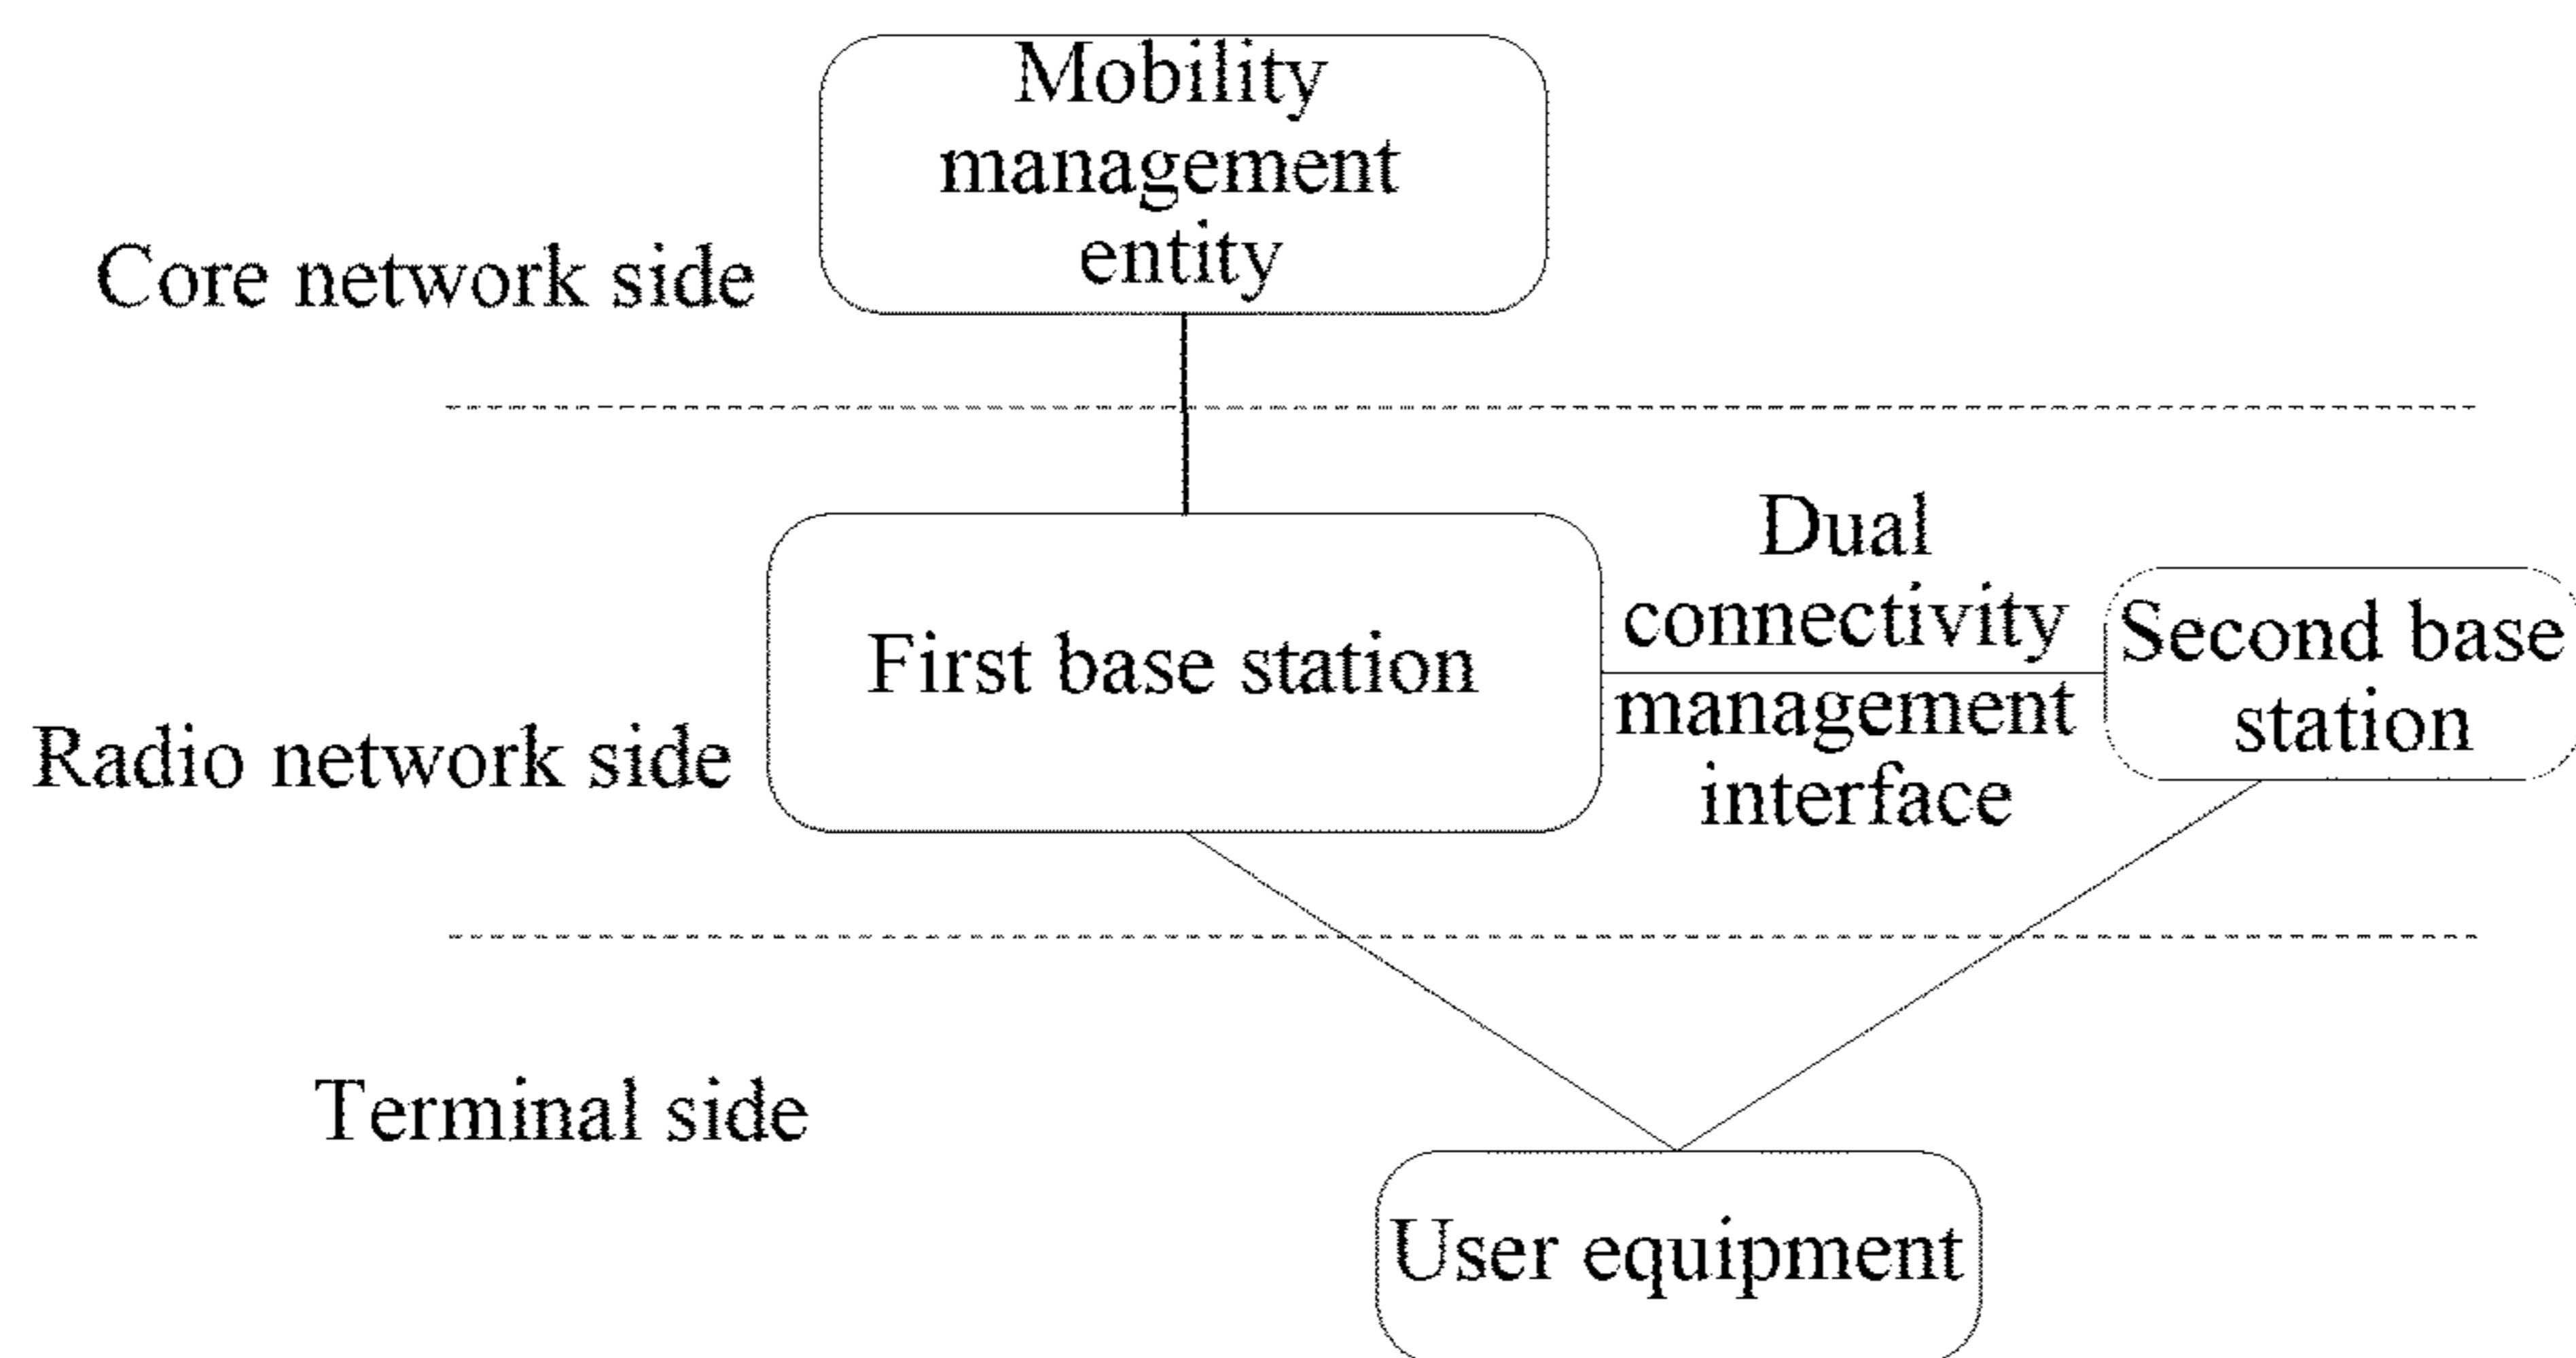 Mobility
management
entity
Core network side
Dual
connectivity
management
interface
First base station
Second base
station
Radio network side
Terminal side
User equipment